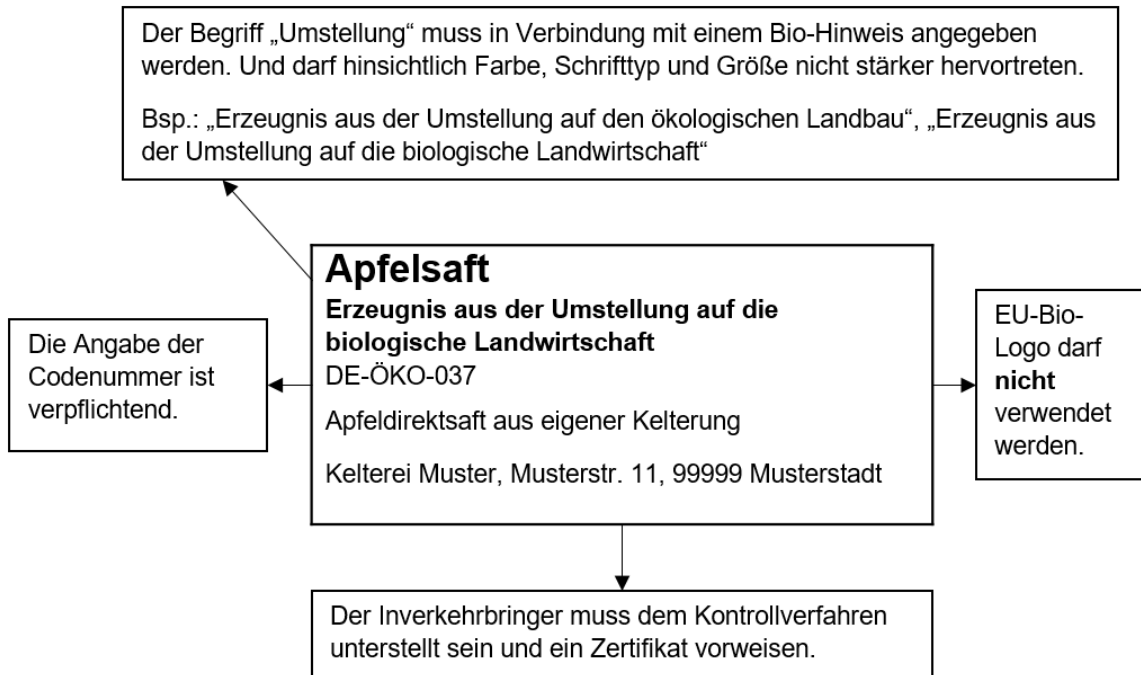 Der Begriff „Umstellung“ muss in Verbindung mit einem Bio-Hinweis angegeben
werden. Und darf hinsichtlich Farbe, Schrifttyp und Größe nicht stärker hervortreten.
Bsp.: „Erzeugnis aus der Umstellung auf den ökologischen Landbau“, „Erzeugnis aus
der Umstellung auf die biologische Landwirtschaft“
Apfelsaft
Erzeugnis aus der Umstellung auf die
biologische Landwirtschaft
DE-ÖKO-037
Apfeldirektsaft aus eigener Kelterung
Kelterei Muster, Musterstr. 11, 99999 Musterstadt
Die Angabe der
Codenummer ist
verpflichtend.
EU-Bio-
Logo darf
nicht
verwendet
werden.
Der Inverkehrbringer muss dem Kontrollverfahren
unterstellt sein und ein Zertifikat vorweisen.